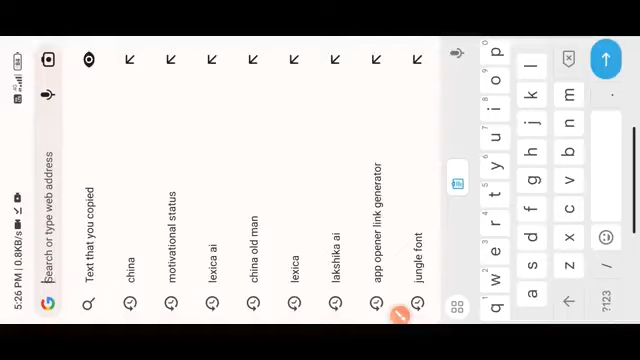 5:26 PM | 0.8KB/s
84
Search or type web address
Text that you copied
china
motivational status
lexica ai
china old man
lexica
lakshika ai
app opener link generator
jungle font
q w e r t y u i o p
1 2 3 4 5 6 7 8 9 0
a s d f g h j k l
z x c v b n m
?123 / .